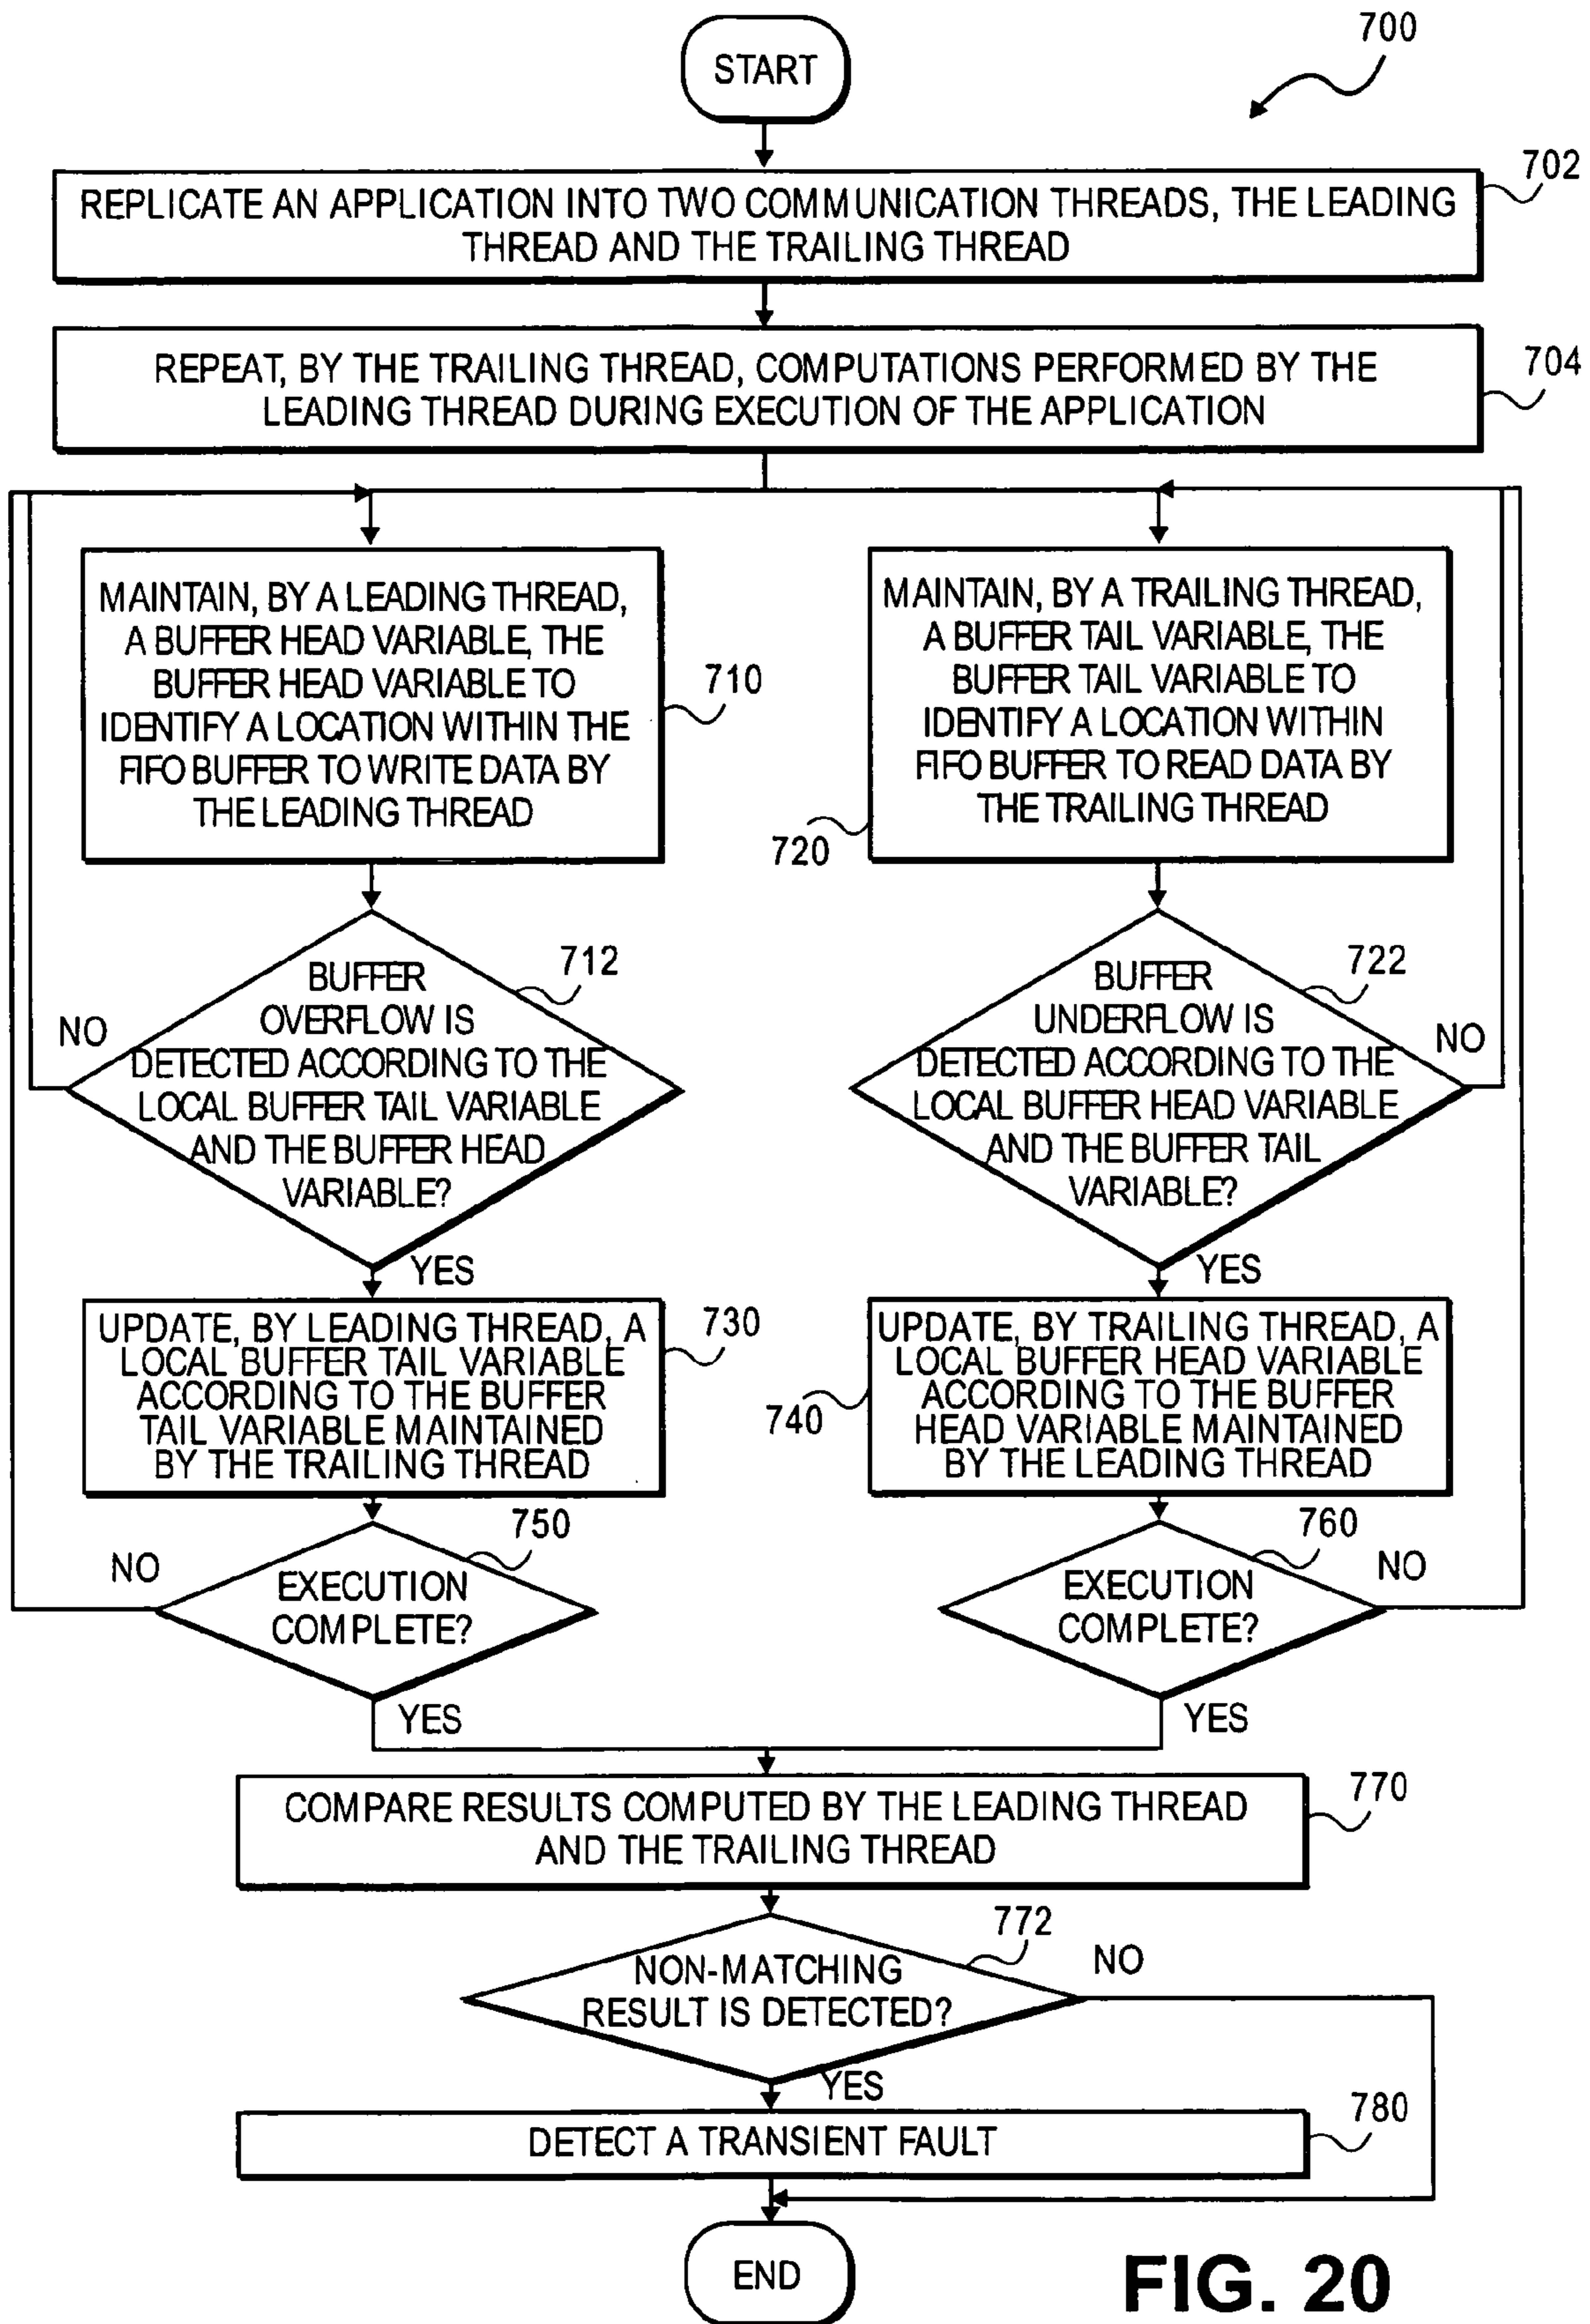 START
700
REPLICATE AN APPLICATION INTO TWO COMMUNICATION THREADS, THE LEADING
THREAD AND THE TRAILING THREAD
702
REPEAT, BY THE TRAILING THREAD, COMPUTATIONS PERFORMED BY THE
LEADING THREAD DURING EXECUTION OF THE APPLICATION
704
MAINTAIN, BY A LEADING THREAD,
A BUFFER HEAD VARIABLE, THE
BUFFER HEAD VARIABLE TO
IDENTIFY A LOCATION WITHIN THE
FIFO BUFFER TO WRITE DATA BY
THE LEADING THREAD
710
MAINTAIN, BY A TRAILING THREAD,
A BUFFER TAIL VARIABLE, THE
BUFFER TAIL VARIABLE TO
IDENTIFY A LOCATION WITHIN
FIFO BUFFER TO READ DATA BY
THE TRAILING THREAD
720
BUFFER
OVERFLOW IS
DETECTED ACCORDING TO THE
LOCAL BUFFER TAIL VARIABLE
AND THE BUFFER HEAD
VARIABLE?
712
NO
YES
BUFFER
UNDERFLOW IS
DETECTED ACCORDING TO THE
LOCAL BUFFER HEAD VARIABLE
AND THE BUFFER TAIL
VARIABLE?
722
NO
YES
UPDATE, BY LEADING THREAD, A
LOCAL BUFFER TAIL VARIABLE
ACCORDING TO THE BUFFER
TAIL VARIABLE MAINTAINED
BY THE TRAILING THREAD
730
UPDATE, BY TRAILING THREAD, A
LOCAL BUFFER HEAD VARIABLE
ACCORDING TO THE BUFFER
HEAD VARIABLE MAINTAINED
BY THE LEADING THREAD
740
EXECUTION
COMPLETE?
750
NO
YES
EXECUTION
COMPLETE?
760
NO
YES
COMPARE RESULTS COMPUTED BY THE LEADING THREAD
AND THE TRAILING THREAD
770
NON-MATCHING
RESULT IS DETECTED?
772
NO
YES
DETECT A TRANSIENT FAULT
780
END
FIG. 20